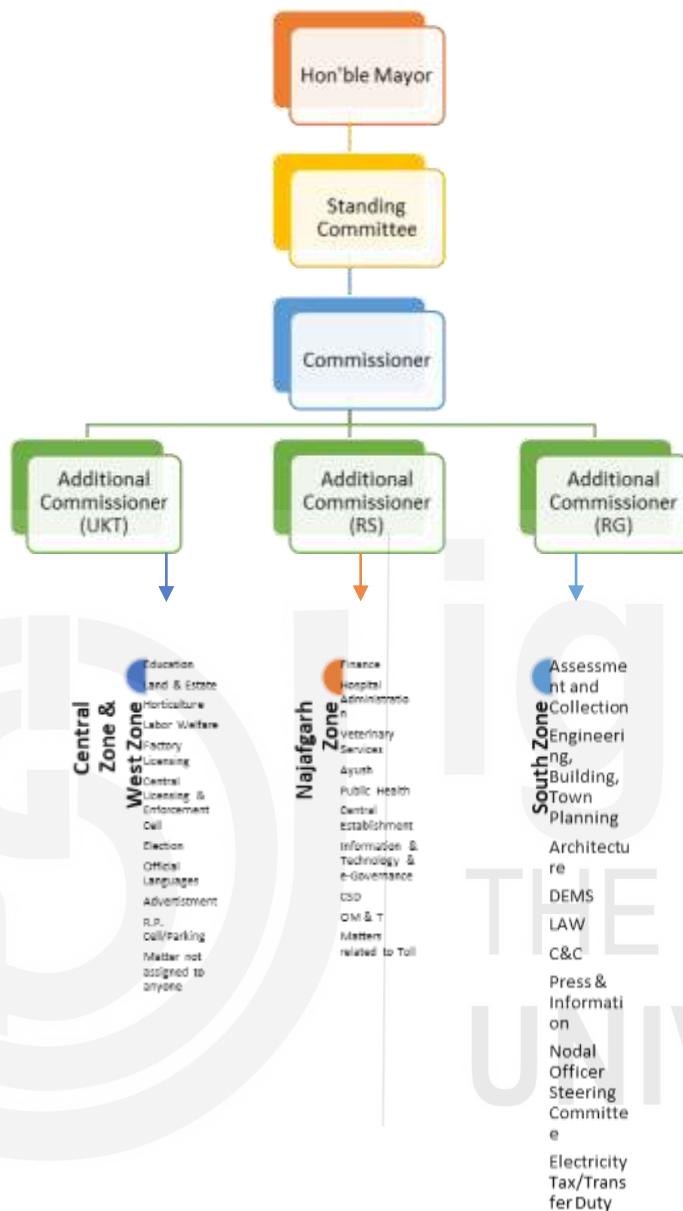 Hon'ble Mayor
Standing
Committee
Commissioner
Additional
Commissioner
(UKT)
Additional
Commissioner
(RS)
Additional
Commissioner
(RG)
Central
Zone &
West Zone
Education
Land & Estate
Horticulture
Labor Welfare
Factory
Licensing
Central
Licensing &
Enforcement
Cell
Election
Official
Languages
Advertistment
R.P.
Cell/Parking
Matter not
assigned to
anyone
Najafgarh
Zone
Finance
Hospital
Administratio
n
Veterinary
Services
Ayush
Public Health
Central
Establishment
Information &
Technology &
e-Governance
CSD
OM & T
Matters
related to Toll
South Zone
Assessme
nt and
Collection
Engineeri
ng,
Building,
Town
Planning
Architectu
re
DEMS
LAW
C&C
Press &
Informati
on
Nodal
Officer
Steering
Committe
e
Electricity
Tax/Trans
fer Duty
ig
THE
UNIV